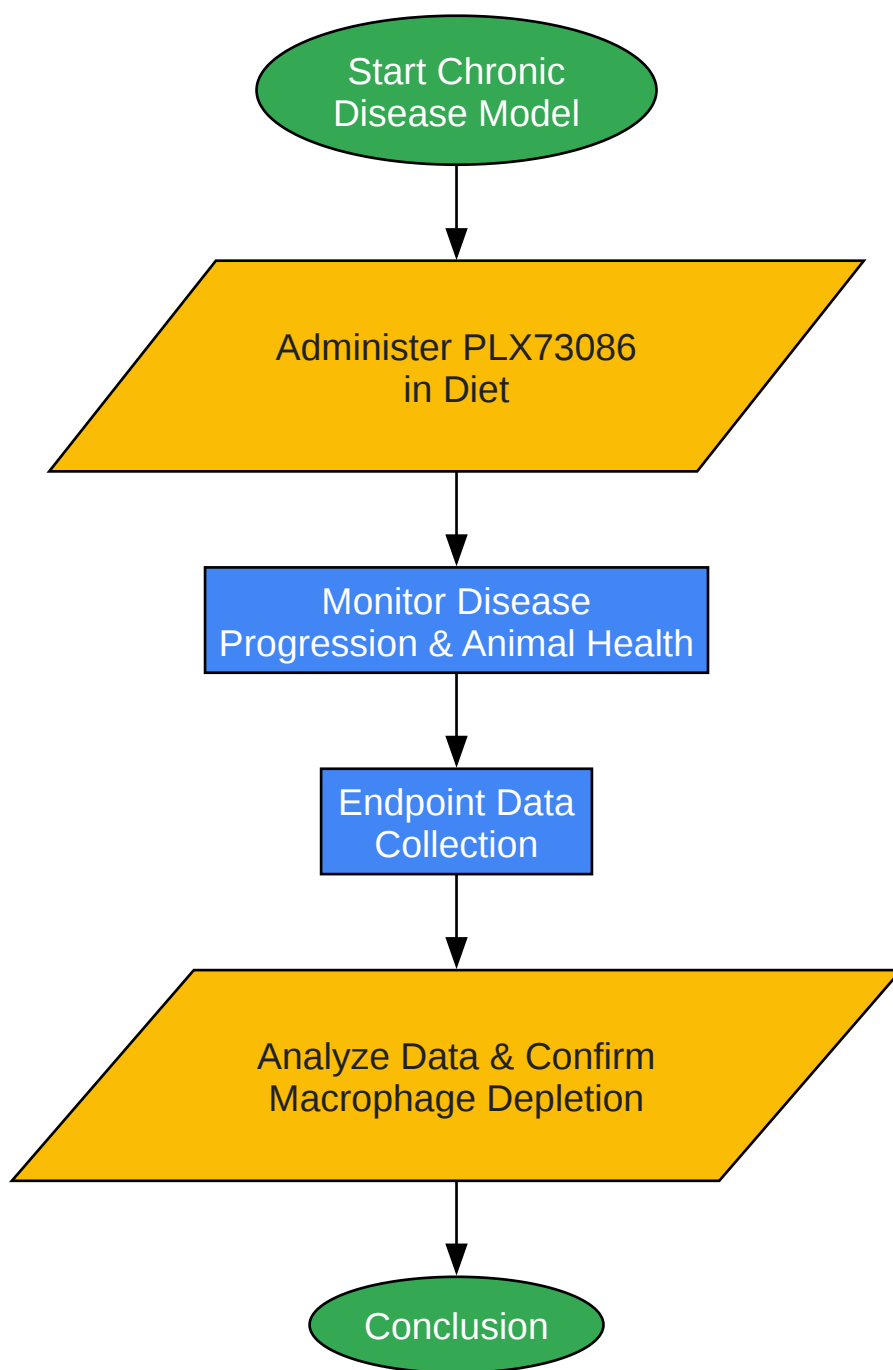 Start Chronic
Disease Model
Administer PLX73086
in Diet
Monitor Disease
Progression & Animal Health
Endpoint Data
Collection
Analyze Data & Confirm
Macrophage Depletion
Conclusion